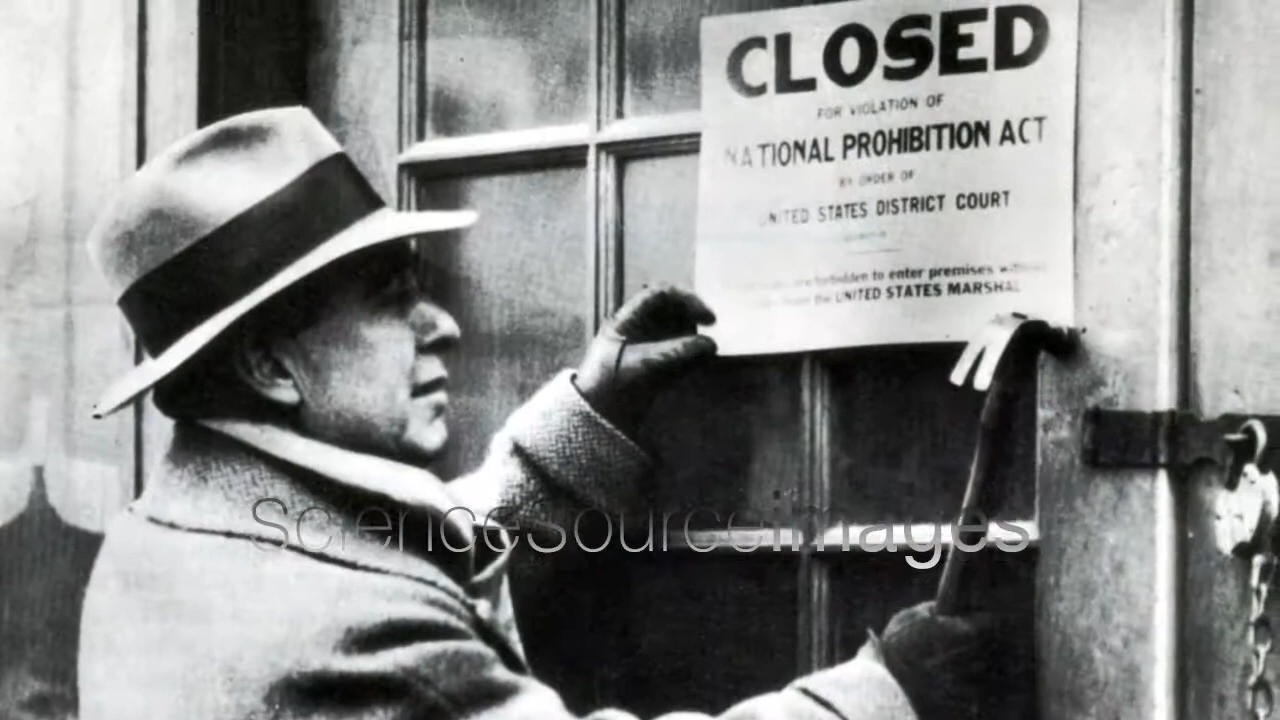 CLOSED
FOR VIOLATION OF
NATIONAL PROHIBITION ACT
BY ORDER OF
UNITED STATES DISTRICT COURT
are forbidden to enter premises
from the UNITED STATES MARSHAL
sciencesourceimages